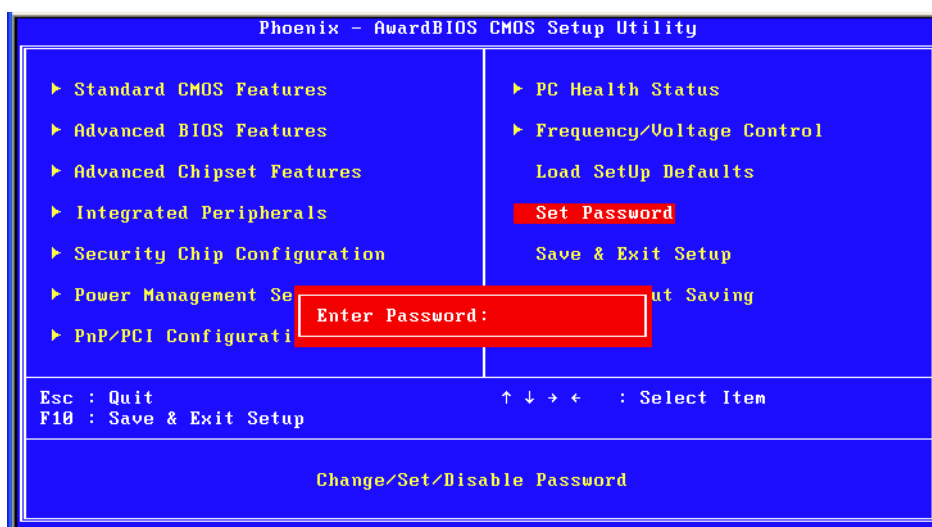 Phoenix - AwardBIOS CMOS Setup Utility
▶ Standard CMOS Features
▶ Advanced BIOS Features
▶ Advanced Chipset Features
▶ Integrated Peripherals
▶ Security Chip Configuration
▶ Power Management Se
▶ PnP/PCI Configurati
▶ PC Health Status
▶ Frequency/Voltage Control
Load SetUp Defaults
Set Password
Save & Exit Setup
ut Saving
Enter Password:
Esc : Quit
F10 : Save & Exit Setup
↑ ↓ → ← : Select Item
Change/Set/Disable Password